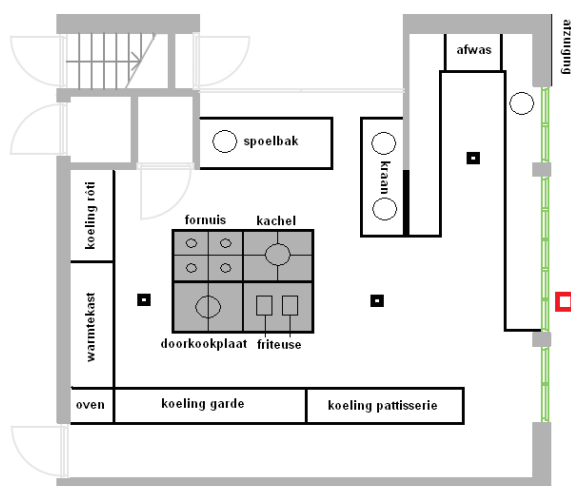 afzuiging
afwas
spoelbak
kraan
koeling rôti
fornuis
kachel
warmtekast
doorkookplaat
friteuse
oven
koeling garde
koeling pattisserie